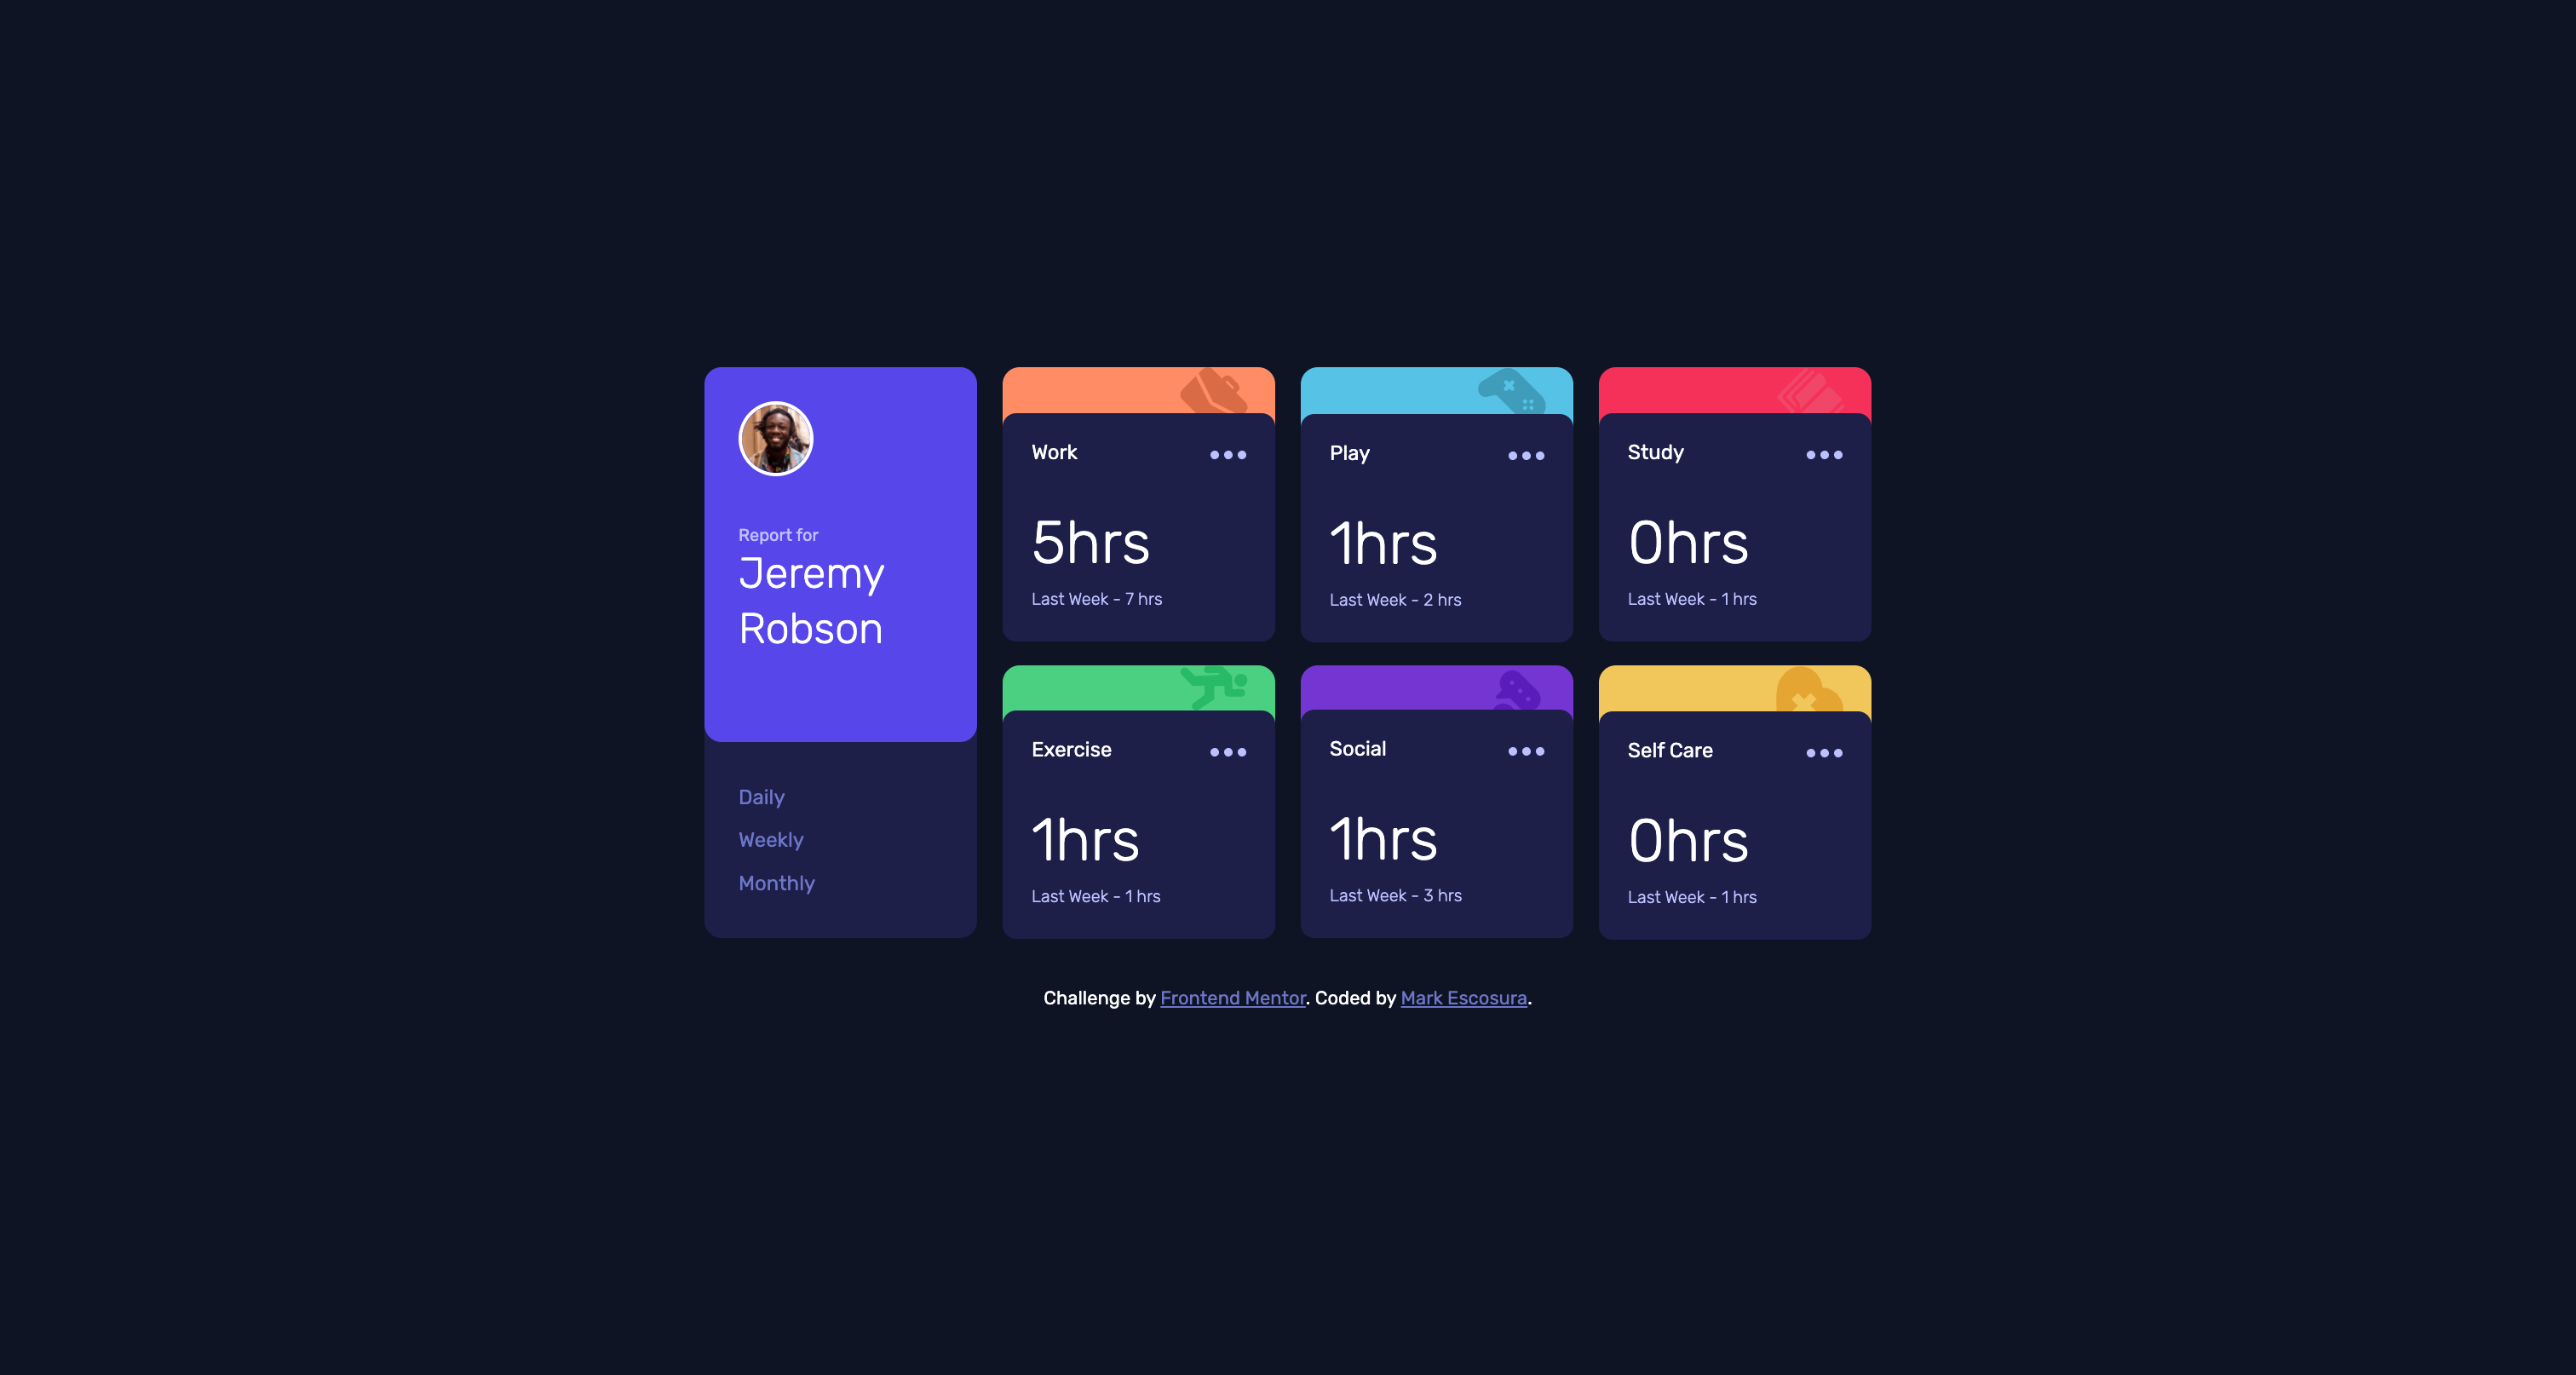 Report for
Jeremy
Robson
Daily
Weekly
Monthly
Work
5hrs
Last Week - 7 hrs
Play
1hrs
Last Week - 2 hrs
Study
0hrs
Last Week - 1 hrs
Exercise
1hrs
Last Week - 1 hrs
Social
1hrs
Last Week - 3 hrs
Self Care
0hrs
Last Week - 1 hrs
Challenge by Frontend Mentor. Coded by Mark Escosura.